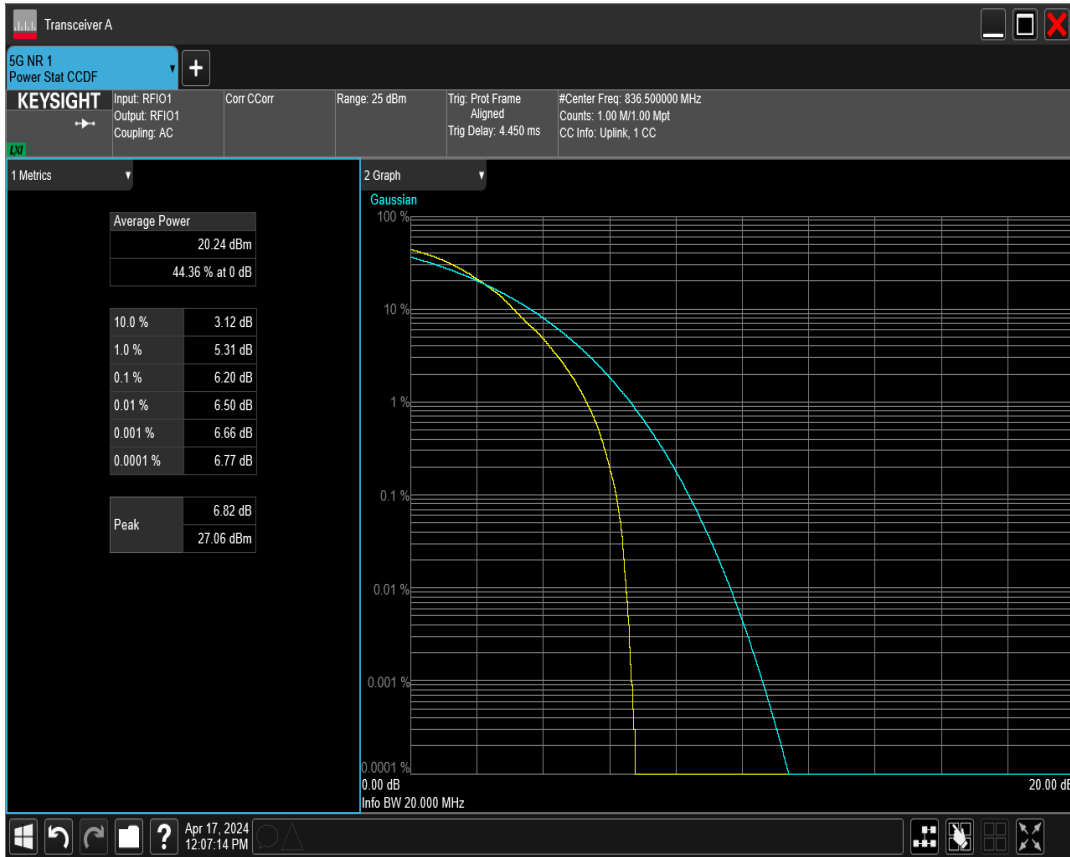 Transceiver A
5G NR 1
Power Stat CCDF
KEYSIGHT
LXI
Input: RFIO1
Output: RFIO1
Coupling: AC
Corr CCorr
Range: 25 dBm
Trig: Prot Frame
Aligned
Trig Delay: 4.450 ms
#Center Freq: 836.500000 MHz
Counts: 1.00 M/1.00 Mpt
CC Info: Uplink, 1 CC
1 Metrics
Average Power
20.24 dBm
44.36 % at 0 dB
10.0 % 3.12 dB
1.0 % 5.31 dB
0.1 % 6.20 dB
0.01 % 6.50 dB
0.001 % 6.66 dB
0.0001 % 6.77 dB
Peak 6.82 dB
27.06 dBm
2 Graph
Gaussian
100 %
10 %
1 %
0.1 %
0.01 %
0.001 %
0.0001 %
0.00 dB 20.00 dB
Info BW 20.000 MHz
? Apr 17, 2024
12:07:14 PM